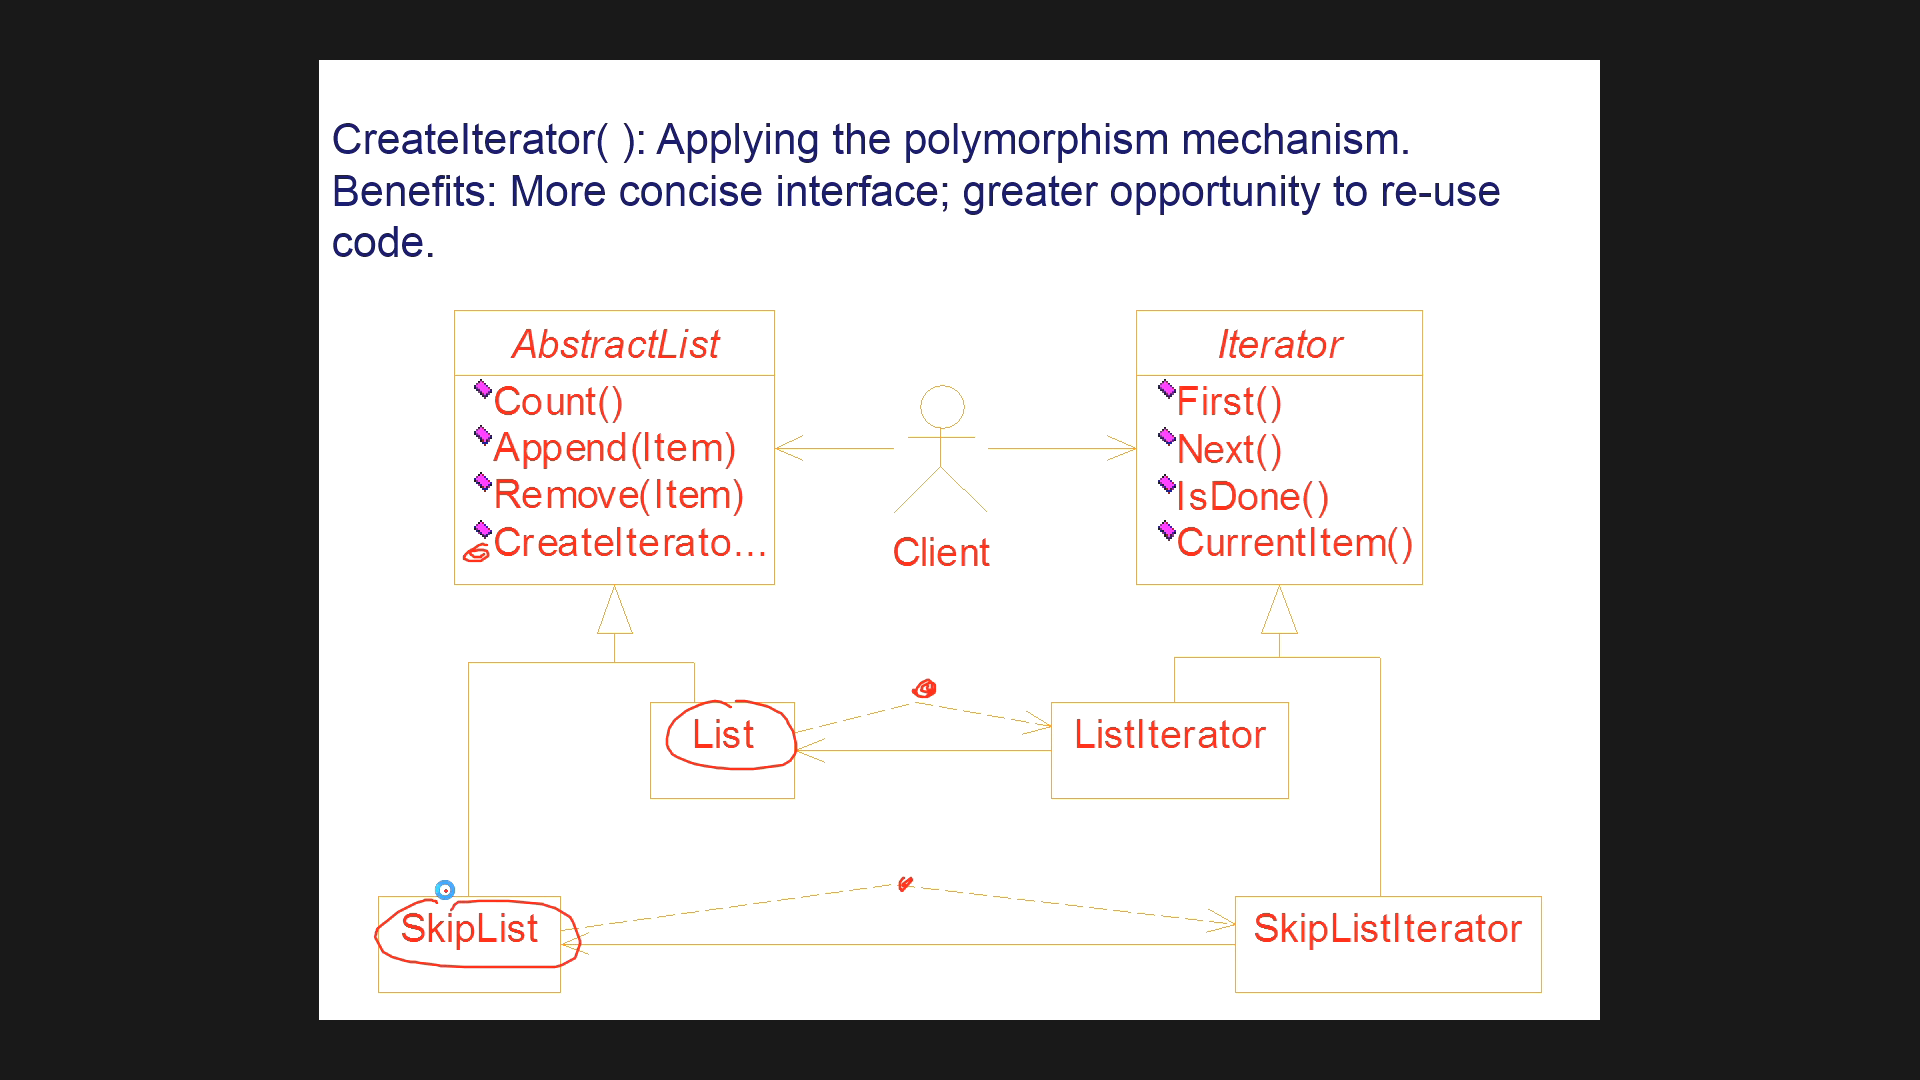 CreateIterator( ): Applying the polymorphism mechanism.
Benefits: More concise interface; greater opportunity to re-use
code.
AbstractList
Count()
Append(Item)
Remove(Item)
CreateIterato...
Client
Iterator
First()
Next()
IsDone()
CurrentItem()
List
ListIterator
SkipList
SkipListIterator